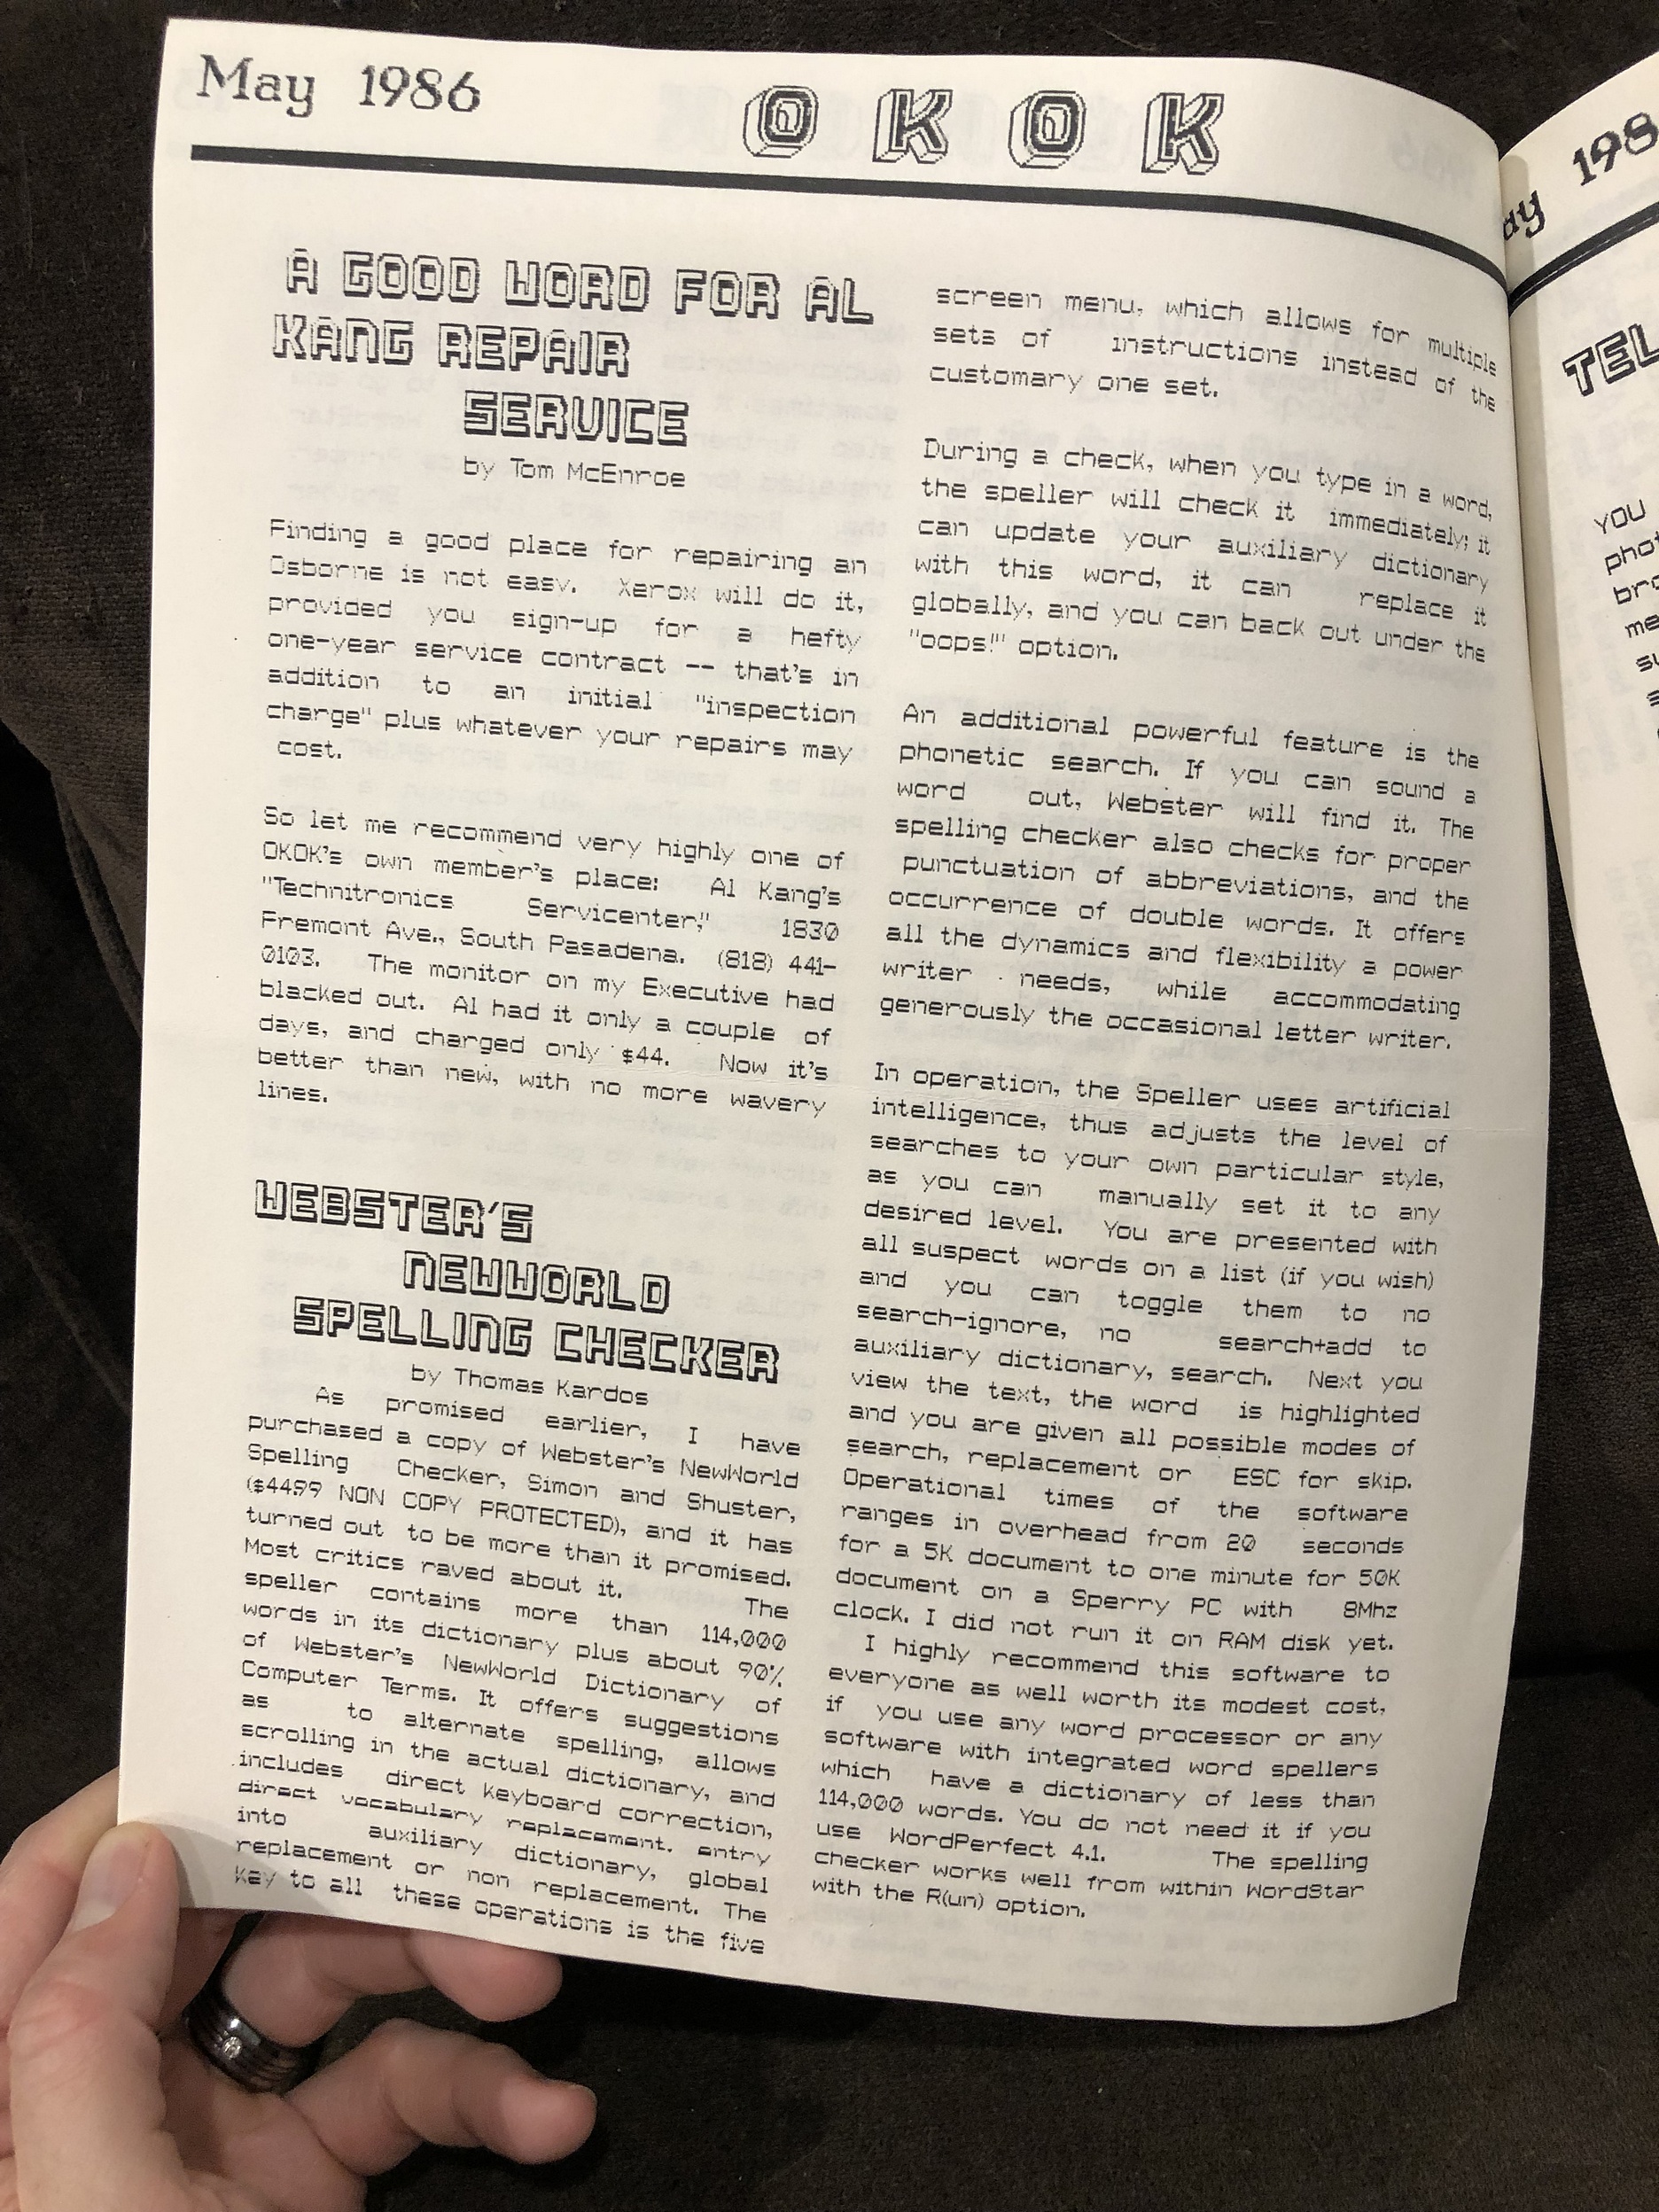 May 1986
OKOK
A GOOD WORD FOR AL
KANG REPAIR
SERVICE
by Tom McEnroe
Finding a good place for repairing an
Osborne is not easy. Xerox will do it,
provided you sign-up for a hefty
one-year service contract -- that's in
addition to an initial "inspection
charge" plus whatever your repairs may
cost.
So let me recommend very highly one of
OKOK's own member's place: Al Kang's
"Technitronics Servicenter," 1830
Fremont Ave., South Pasadena. (818) 441-
0103. The monitor on my Executive had
blacked out. Al had it only a couple of
days, and charged only $44. Now it's
better than new, with no more wavery
lines.
WEBSTER'S
NEWWORLD
SPELLING CHECKER
by Thomas Kardos
As promised earlier, I have
purchased a copy of Webster's NewWorld
Spelling Checker, Simon and Shuster,
($44.99 NON COPY PROTECTED), and it has
turned out to be more than it promised.
Most critics raved about it. The
speller contains more than 114,000
words in its dictionary plus about 90%
of Webster's NewWorld Dictionary of
Computer Terms. It offers suggestions
as to alternate spelling, allows
scrolling in the actual dictionary, and
includes direct keyboard correction,
direct vocabulary replacement, entry
into auxiliary dictionary, global
replacement or non replacement. The
key to all these operations is the five
screen menu, which allows for multiple
sets of instructions instead of the
customary one set.
During a check, when you type in a word,
the speller will check it immediately; it
can update your auxiliary dictionary
with this word, it can replace it
globally, and you can back out under the
"oops!" option.
An additional powerful feature is the
phonetic search. If you can sound a
word out, Webster will find it. The
spelling checker also checks for proper
punctuation of abbreviations, and the
occurrence of double words. It offers
all the dynamics and flexibility a power
writer needs, while accommodating
generously the occasional letter writer.
In operation, the Speller uses artificial
intelligence, thus adjusts the level of
searches to your own particular style,
as you can manually set it to any
desired level. You are presented with
all suspect words on a list (if you wish)
and you can toggle them to no
search-ignore, no search+add to
auxiliary dictionary, search. Next you
view the text, the word is highlighted
and you are given all possible modes of
search, replacement or ESC for skip.
Operational times of the software
ranges in overhead from 20 seconds
for a 5K document to one minute for 50K
document on a Sperry PC with 8Mhz
clock. I did not run it on RAM disk yet.
I highly recommend this software to
everyone as well worth its modest cost,
if you use any word processor or any
software with integrated word spellers
which have a dictionary of less than
114,000 words. You do not need it if you
use WordPerfect 4.1. The spelling
checker works well from within WordStar
with the R(un) option.
198
TEL
you